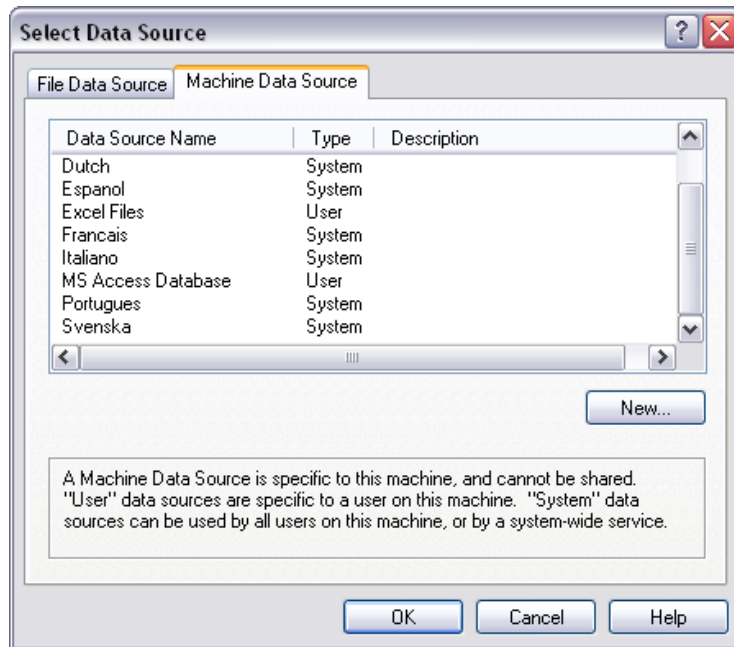 Select Data Source
File Data Source Machine Data Source
Data Source Name Type Description
Dutch System
Espanol System
Excel Files User
Francais System
Italiano System
MS Access Database User
Portugues System
Svenska System
New...
A Machine Data Source is specific to this machine, and cannot be shared.
"User" data sources are specific to a user on this machine. "System" data
sources can be used by all users on this machine, or by a system-wide service.
OK Cancel Help